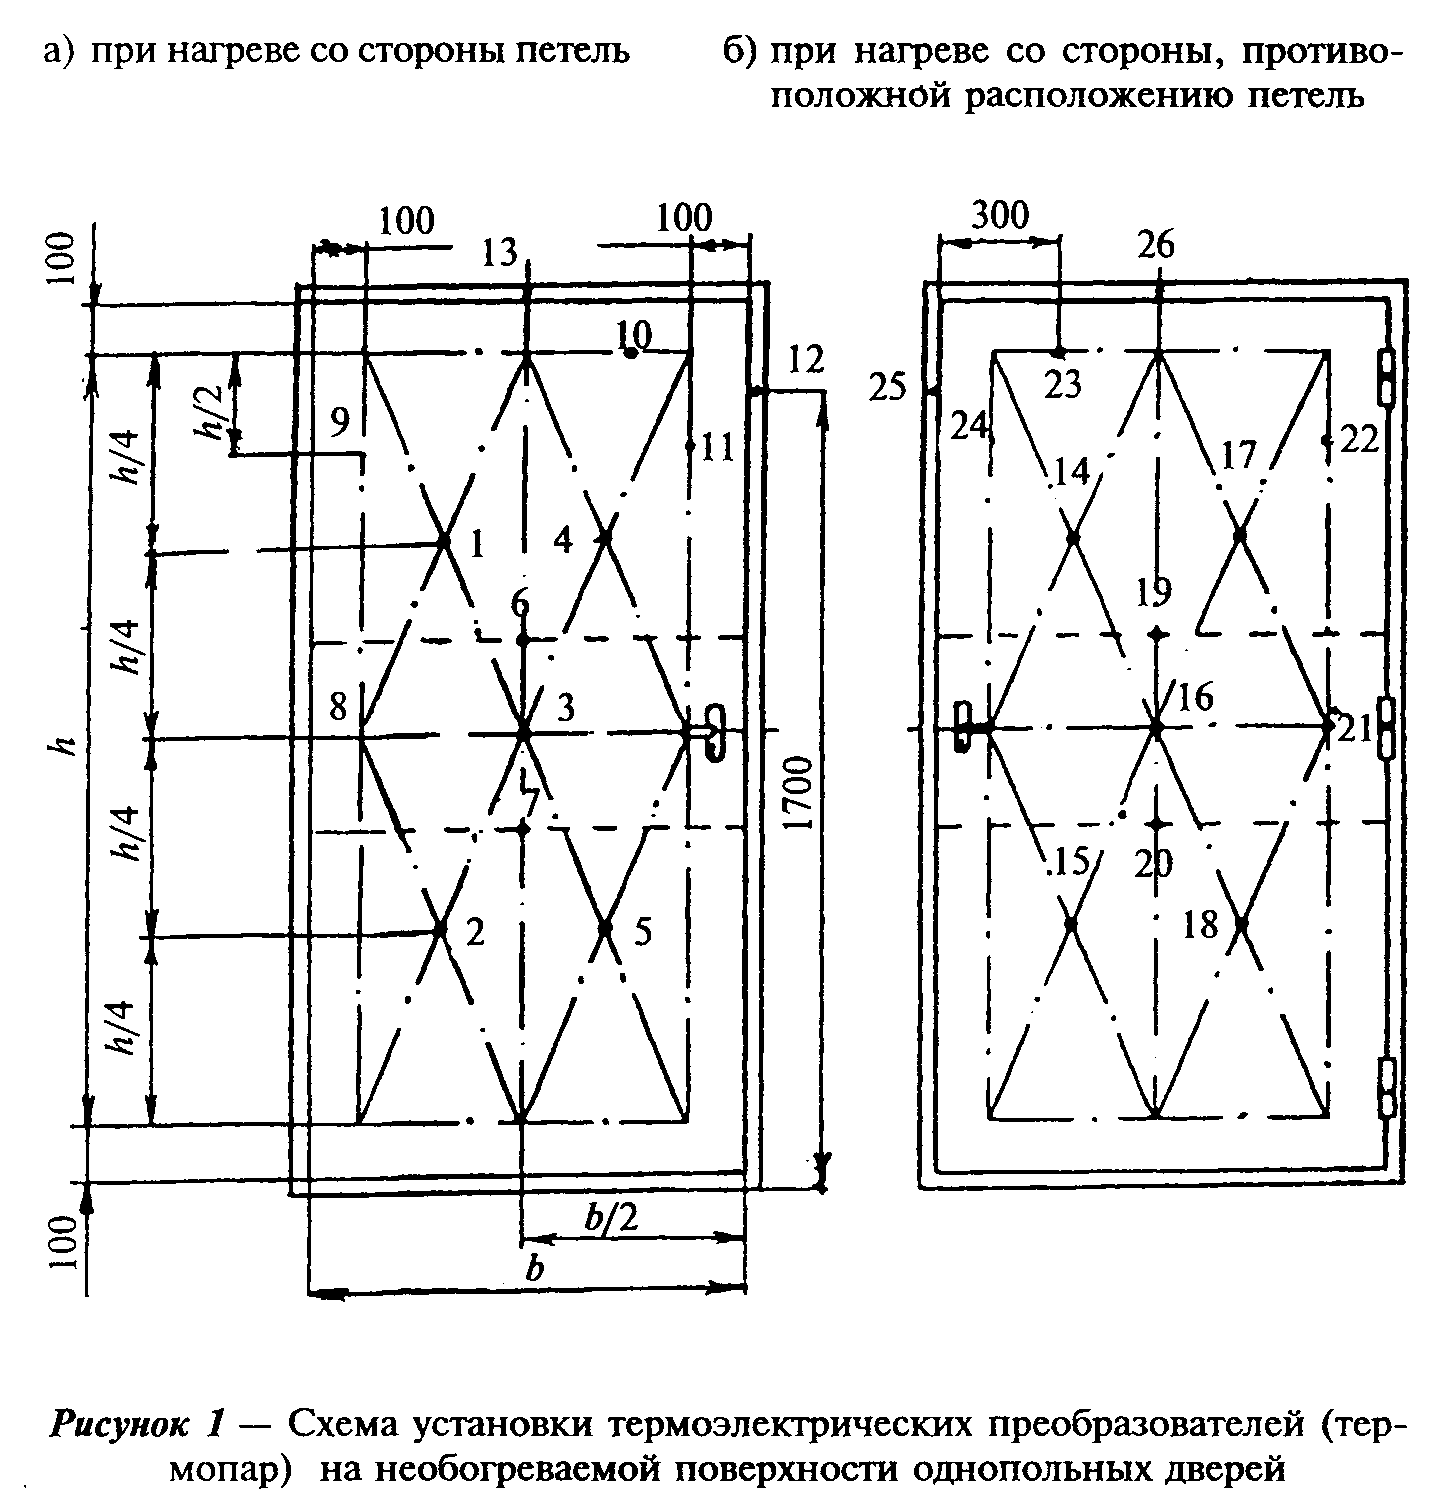 а) при нагреве со стороны петель
б) при нагреве со стороны, противо-
положной расположению петель
100
100
100
13
10
12
h/2
9
h/4
11
1
4
6
h/4
8
3
h
7
1700
h/4
2
5
h/4
100
b/2
b
300
26
25
23
24
22
14
17
19
16
21
15
20
18
Рисунок 1 — Схема установки термоэлектрических преобразователей (тер-
мопар) на необогреваемой поверхности однопольных дверей